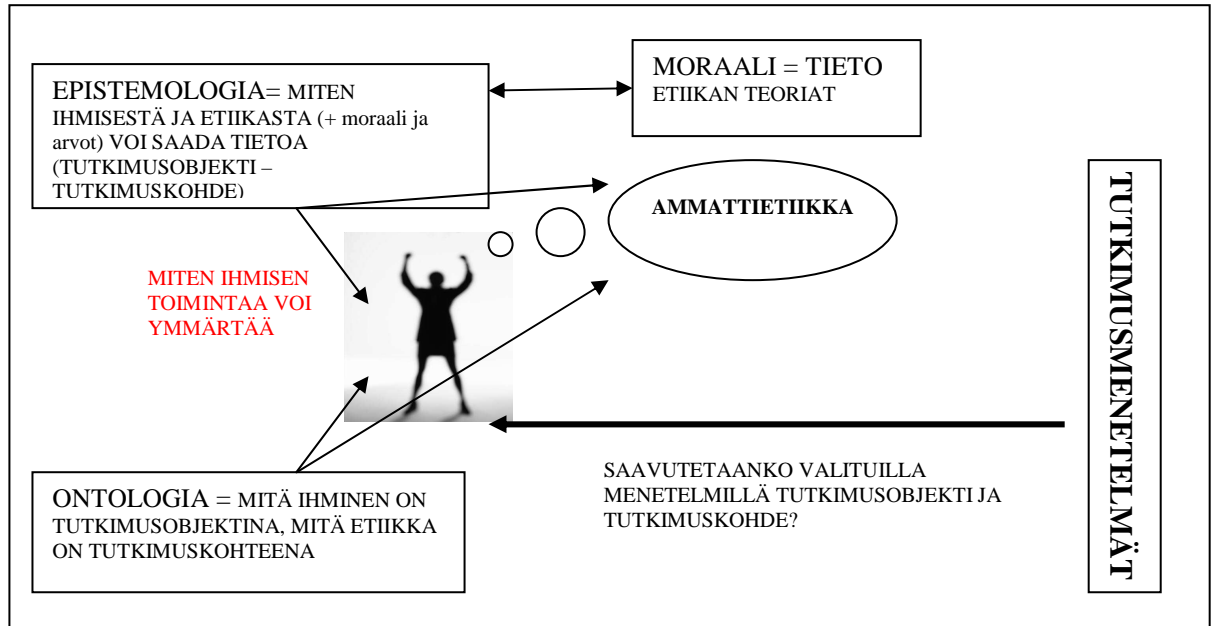 EPISTEMOLOGIA= MITEN
IHMISESTÄ JA ETIIKASTA (+ moraali ja
arvot) VOI SAADA TIETOA
(TUTKIMUSOBJEKTI –
TUTKIMUSKOHDE)
MORAALI = TIETO
ETIIKAN TEORIAT
AMMATTIETIIKKA
MITEN IHMISEN
TOIMINTAA VOI
YMMÄRTÄÄ
ONTOLOGIA = MITÄ IHMINEN ON
TUTKIMUSOBJEKTINA, MITÄ ETIIKKA
ON TUTKIMUSKOHTEENA
SAAVUTETAANKO VALITUILLA
MENETELMILLÄ TUTKIMUSOBJEKTI JA
TUTKIMUSKOHDE?
TUTKIMUSMENETELMÄT